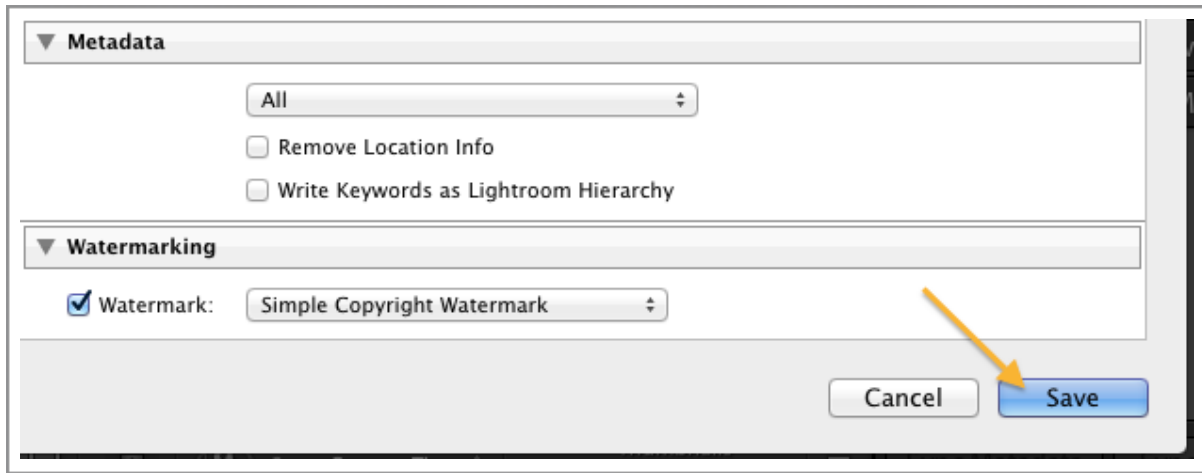 Metadata
All
Remove Location Info
Write Keywords as Lightroom Hierarchy
Watermarking
Watermark: Simple Copyright Watermark
Cancel Save